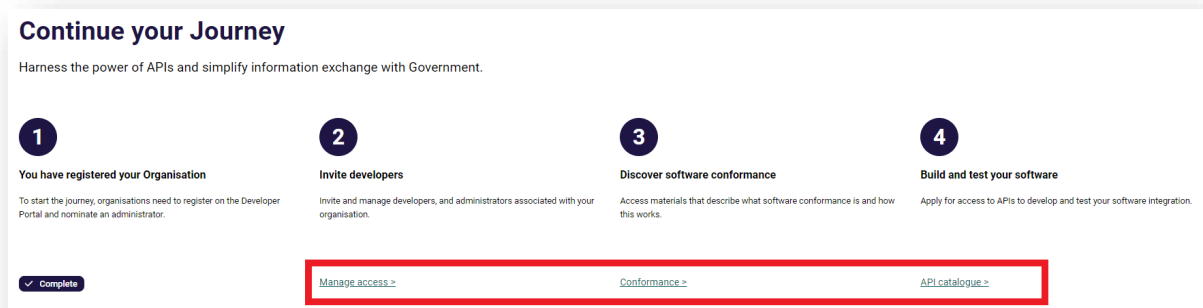 Continue your Journey
Harness the power of APIs and simplify information exchange with Government.
1
You have registered your Organisation
To start the journey, organisations need to register on the Developer
Portal and nominate an administrator.
✓ Complete
2
Invite developers
Invite and manage developers, and administrators associated with your
organisation.
Manage access >
3
Discover software conformance
Access materials that describe what software conformance is and how
this works.
Conformance >
4
Build and test your software
Apply for access to APIs to develop and test your software integration.
API catalogue >